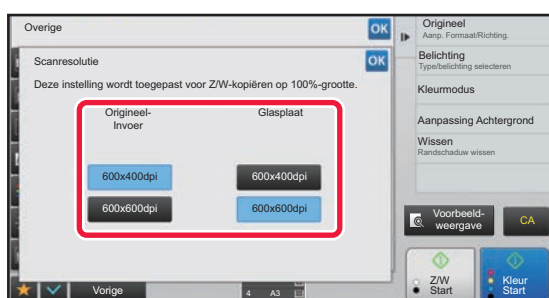 Overige
OK
Scanresolutie
OK
Deze instelling wordt toegepast voor Z/W-kopiëren op 100%-grootte.
Origineel-
Invoer
Glasplaat
600x400dpi
600x400dpi
600x600dpi
600x600dpi
Vorige
4
A3
Origineel
Aanp. Formaat/Richting.
Belichting
Type/belichting selecteren
Kleurmodus
Aanpassing Achtergrond
Wissen
Randschaduw wissen
Voorbeeld-
weergave
CA
Z/W
Start
Kleur
Start